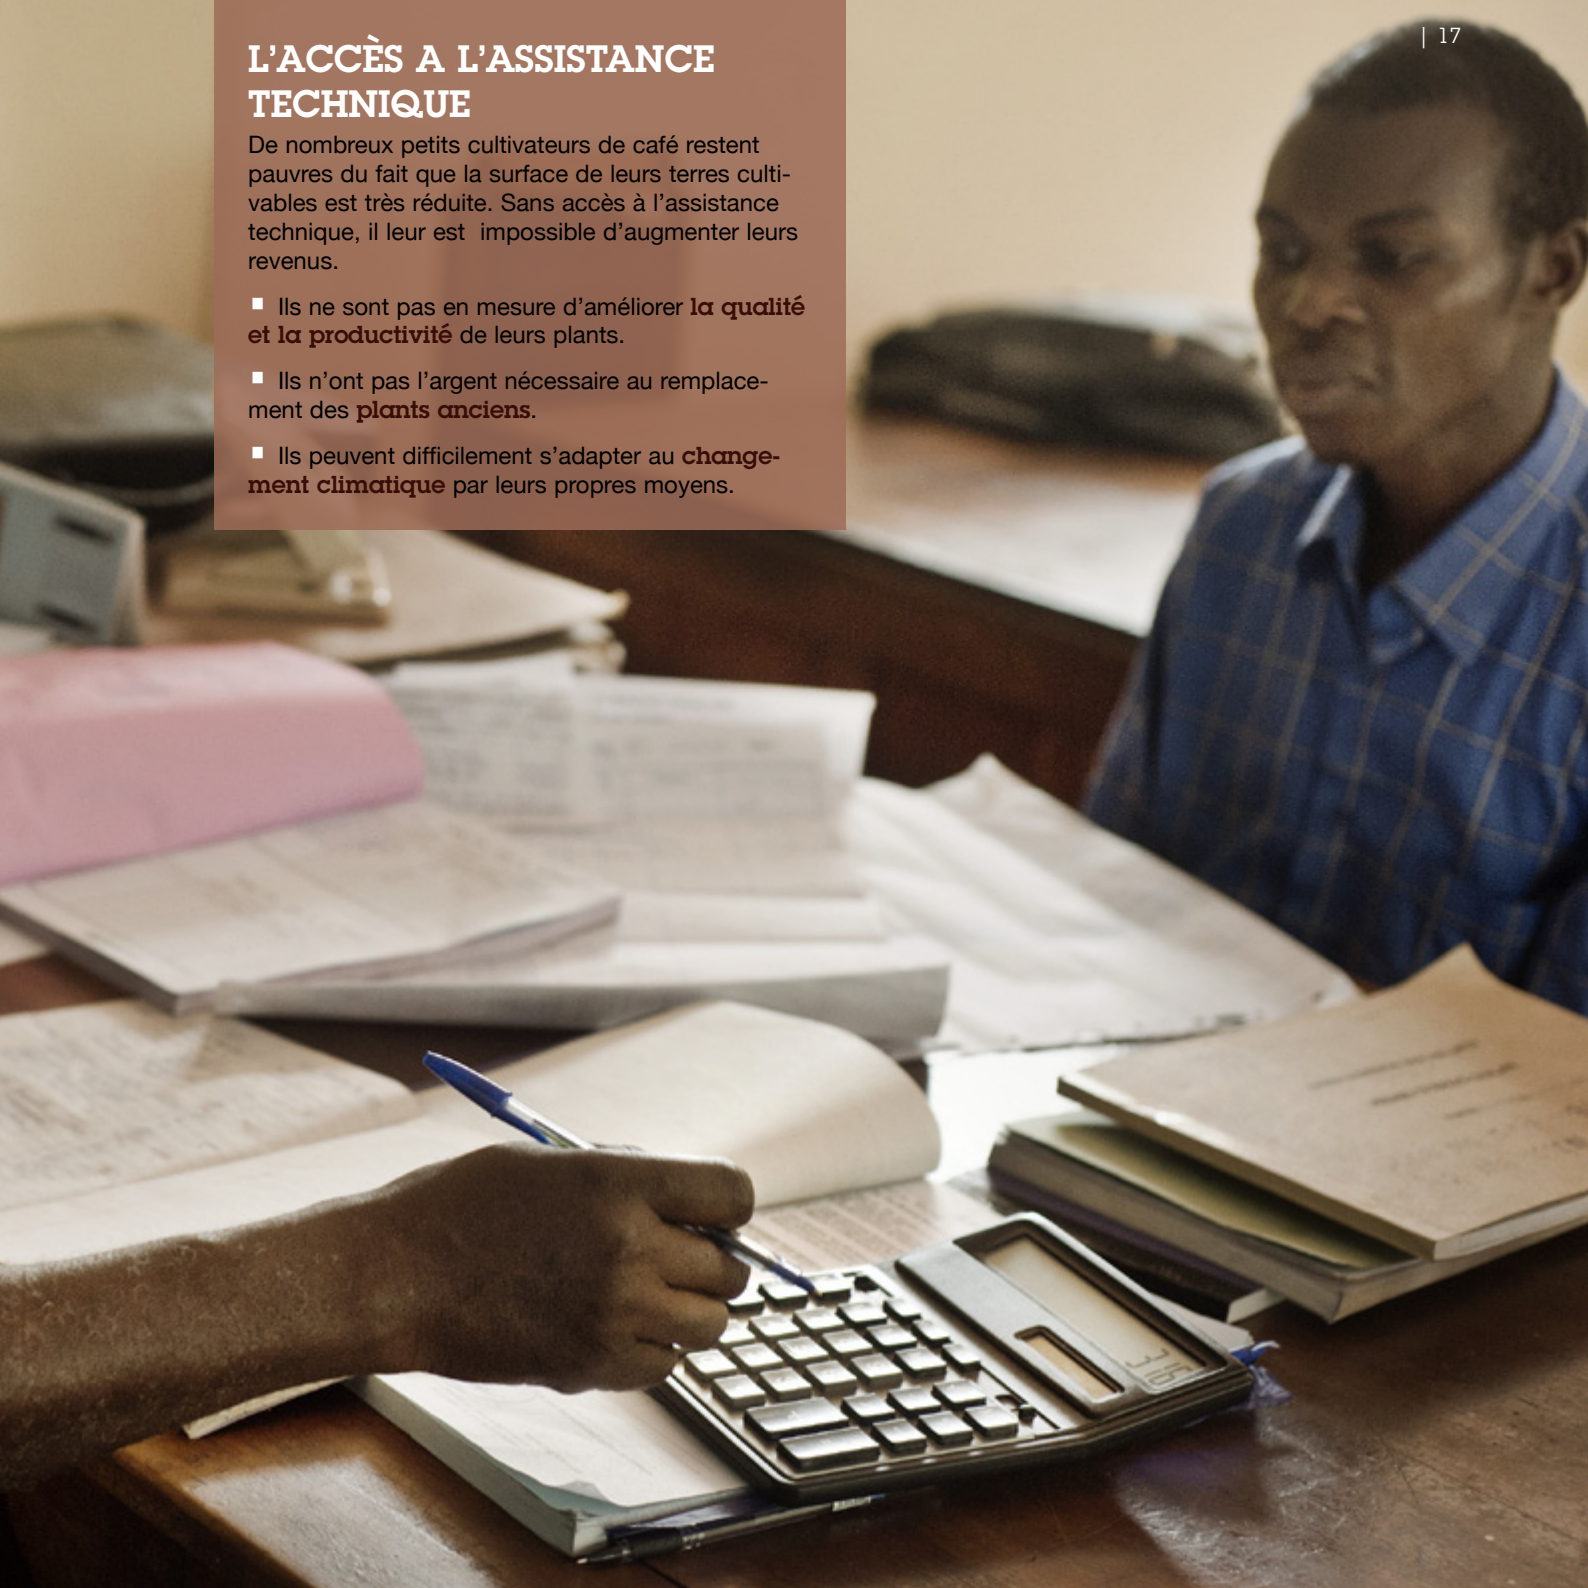 | 17
L’ACCÈS A L’ASSISTANCE
TECHNIQUE
De nombreux petits cultivateurs de café restent
pauvres du fait que la surface de leurs terres culti-
vables est très réduite. Sans accès à l’assistance
technique, il leur est  impossible d’augmenter leurs
revenus.
▪ Ils ne sont pas en mesure d’améliorer la qualité
et la productivité de leurs plants.
▪ Ils n’ont pas l’argent nécessaire au remplace-
ment des plants anciens.
▪ Ils peuvent difficilement s’adapter au change-
ment climatique par leurs propres moyens.